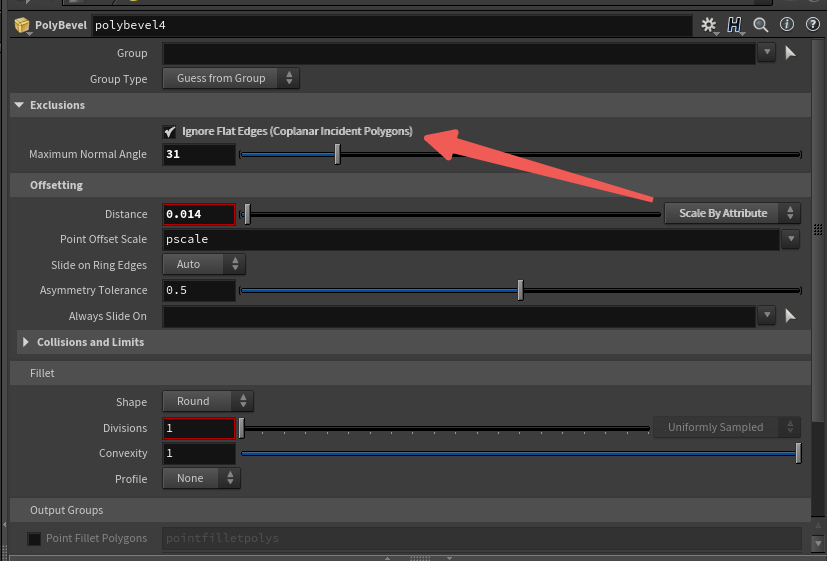 PolyBevel polybevel4
Group
Group Type Guess from Group
Exclusions
Ignore Flat Edges (Coplanar Incident Polygons)
Maximum Normal Angle 31
Offsetting
Distance 0.014 Scale By Attribute
Point Offset Scale pscale
Slide on Ring Edges Auto
Asymmetry Tolerance 0.5
Always Slide On
Collisions and Limits
Fillet
Shape Round
Divisions 1 Uniformly Sampled
Convexity 1
Profile None
Output Groups
Point Fillet Polygons pointfilletpolys